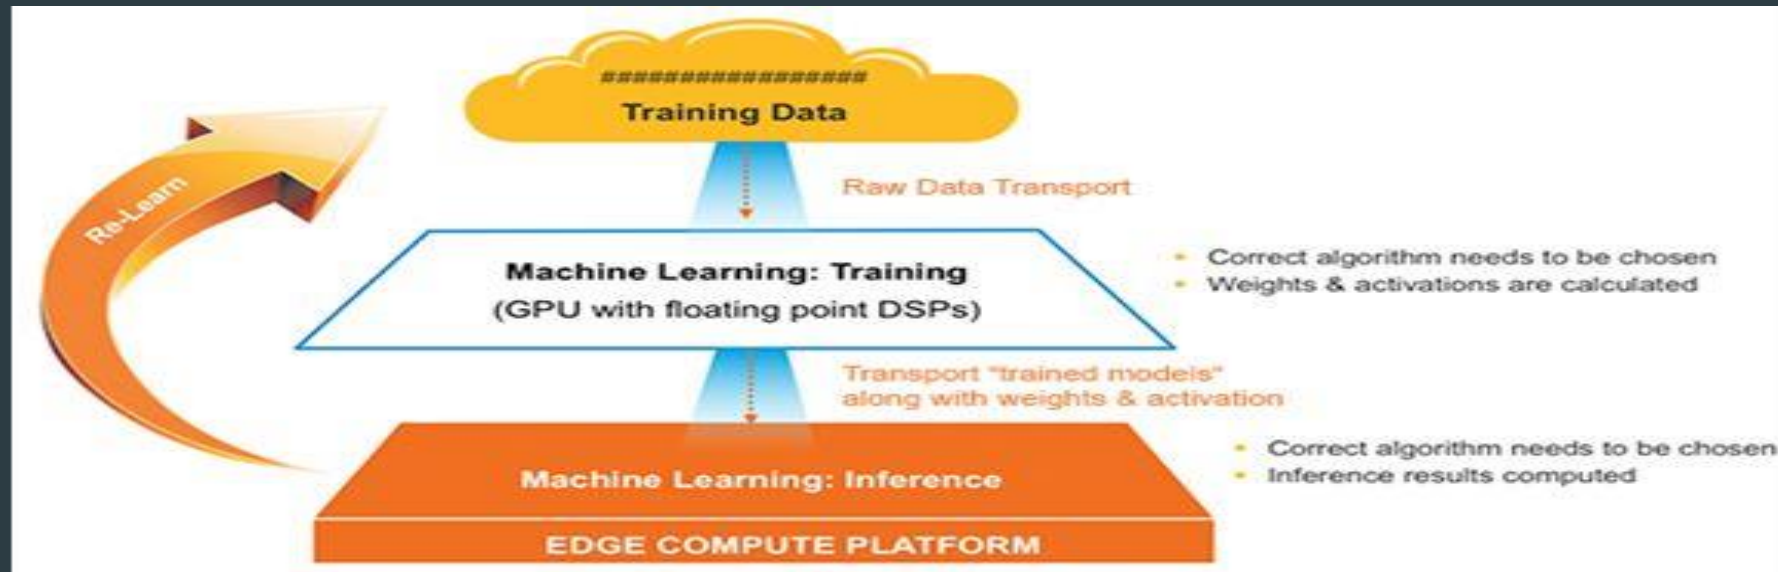 #################
Training Data
Re-Learn
Raw Data Transport
Machine Learning: Training
(GPU with floating point DSPs)
• Correct algorithm needs to be chosen
• Weights & activations are calculated
Transport "trained models"
along with weights & activation
Machine Learning: Inference
• Correct algorithm needs to be chosen
• Inference results computed
EDGE COMPUTE PLATFORM